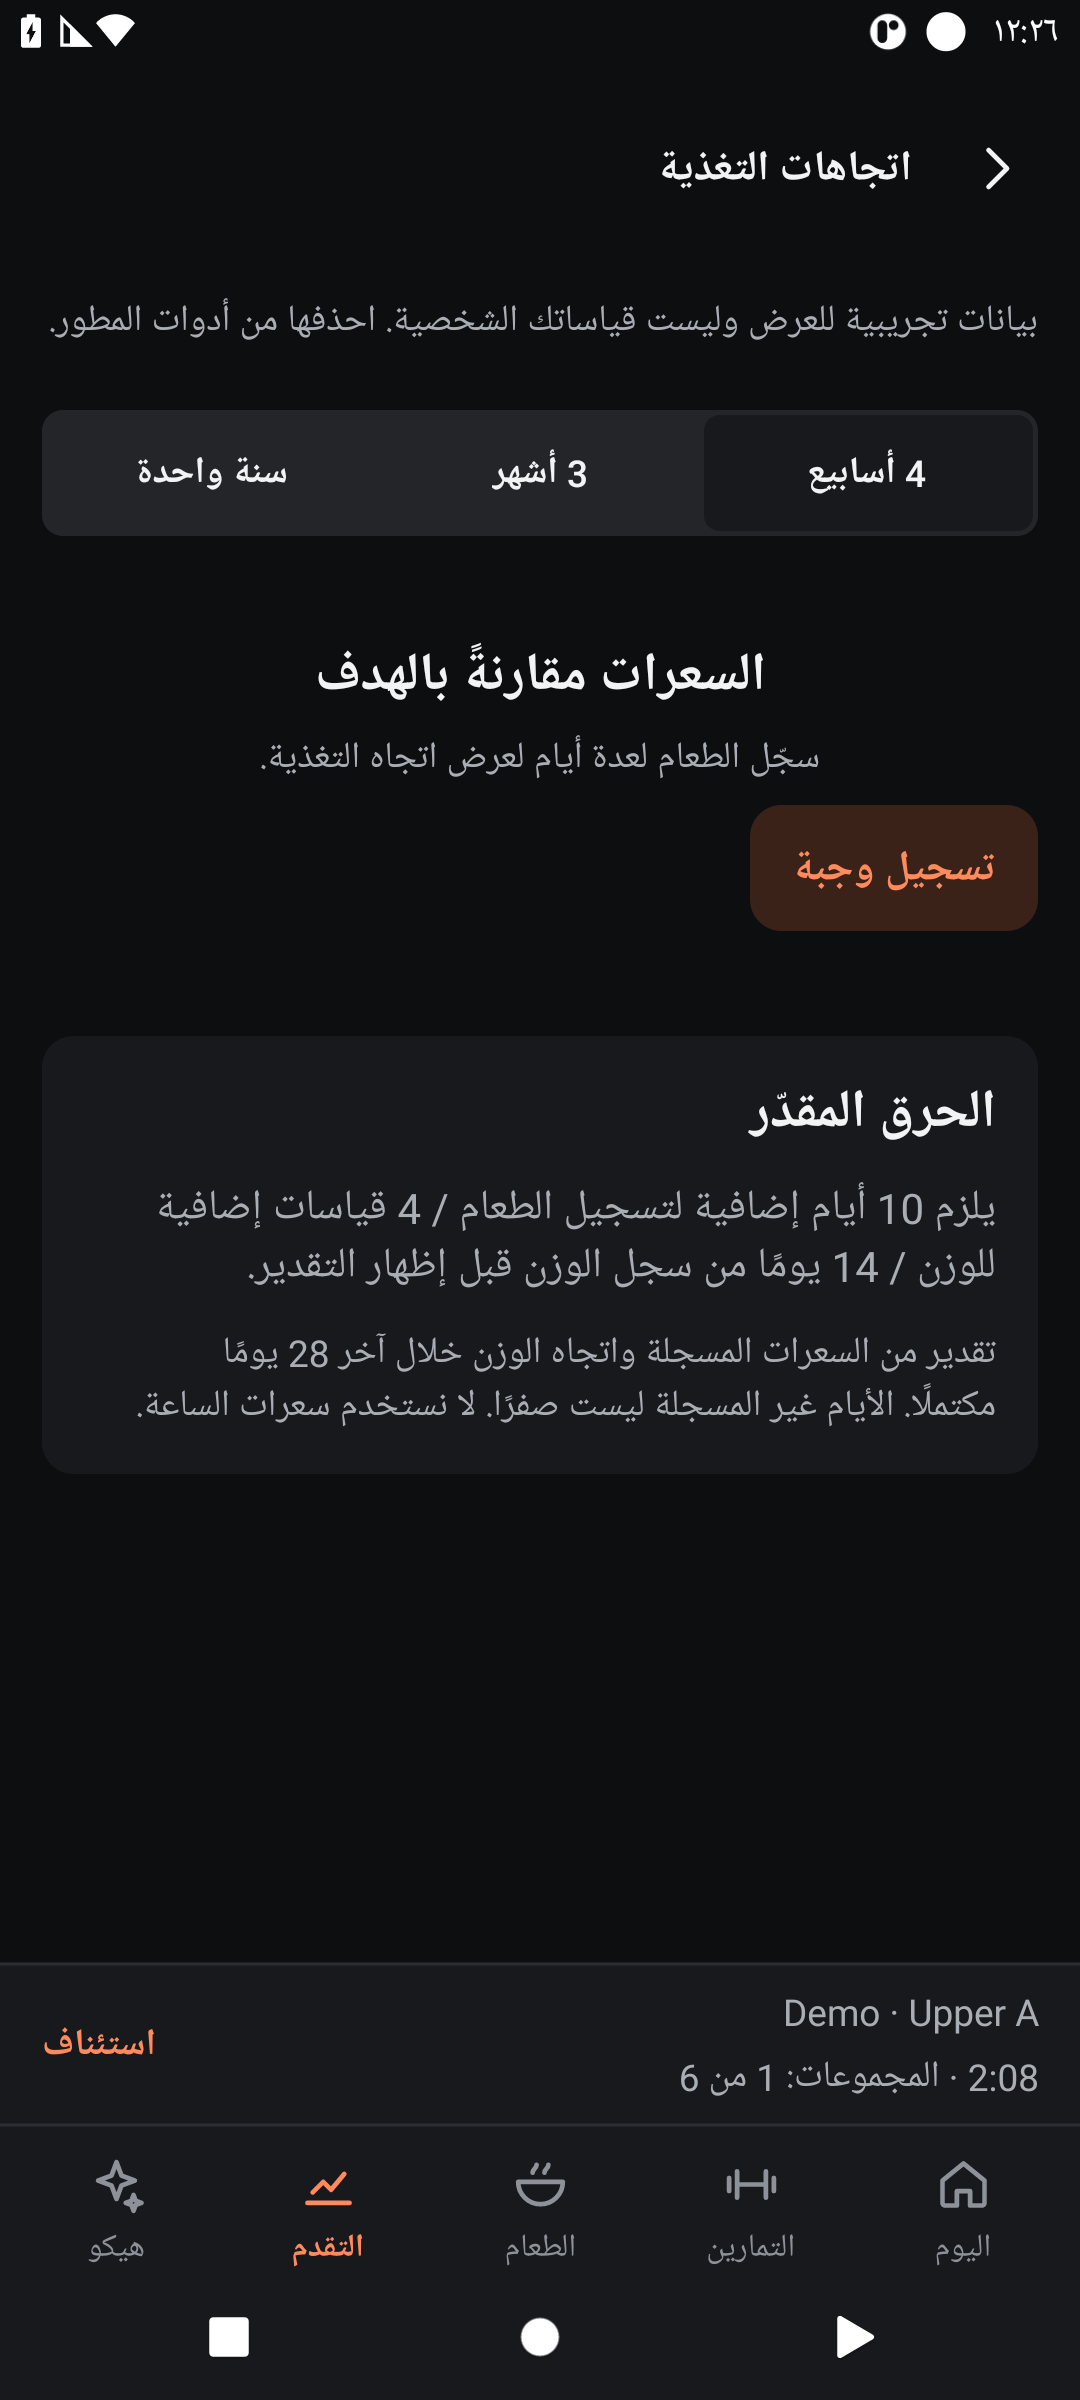 ١٢:٢٦
اتجاهات التغذية
بيانات تجريبية للعرض وليست قياساتك الشخصية. احذفها من أدوات المطور.
4 أسابيع
3 أشهر
سنة واحدة
السعرات مقارنةً بالهدف
سجّل الطعام لعدة أيام لعرض اتجاه التغذية.
تسجيل وجبة
الحرق المقدّر
يلزم 10 أيام إضافية لتسجيل الطعام / 4 قياسات إضافية
للوزن / 14 يومًا من سجل الوزن قبل إظهار التقدير.
تقدير من السعرات المسجلة واتجاه الوزن خلال آخر 28 يومًا
مكتملًا. الأيام غير المسجلة ليست صفرًا. لا نستخدم سعرات الساعة.
Demo · Upper A
2:08 · المجموعات: 1 من 6
استئناف
اليوم
التمارين
الطعام
التقدم
هيكو